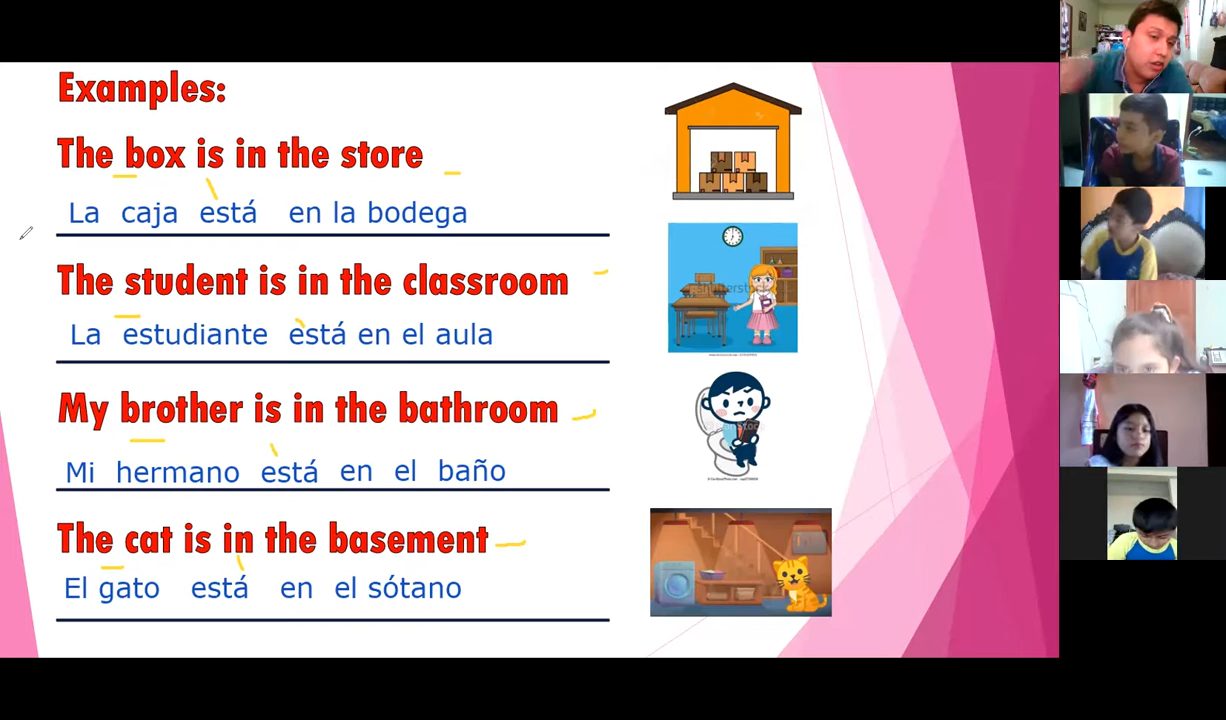 Examples:
The box is in the store
La caja está en la bodega
The student is in the classroom
La estudiante está en el aula
My brother is in the bathroom
Mi hermano está en el baño
The cat is in the basement
El gato está en el sótano